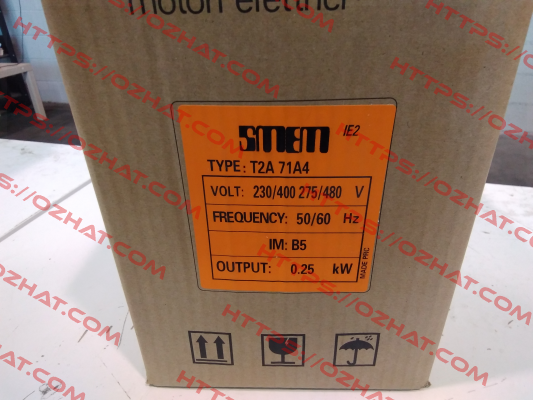 motori elettrici
smem IE2
TYPE: T2A 71A4
VOLT: 230/400 275/480 V
FREQUENCY: 50/60 Hz
IM: B5
OUTPUT: 0.25 kW
MADE PRC
HTTPS://OZHAT.COM